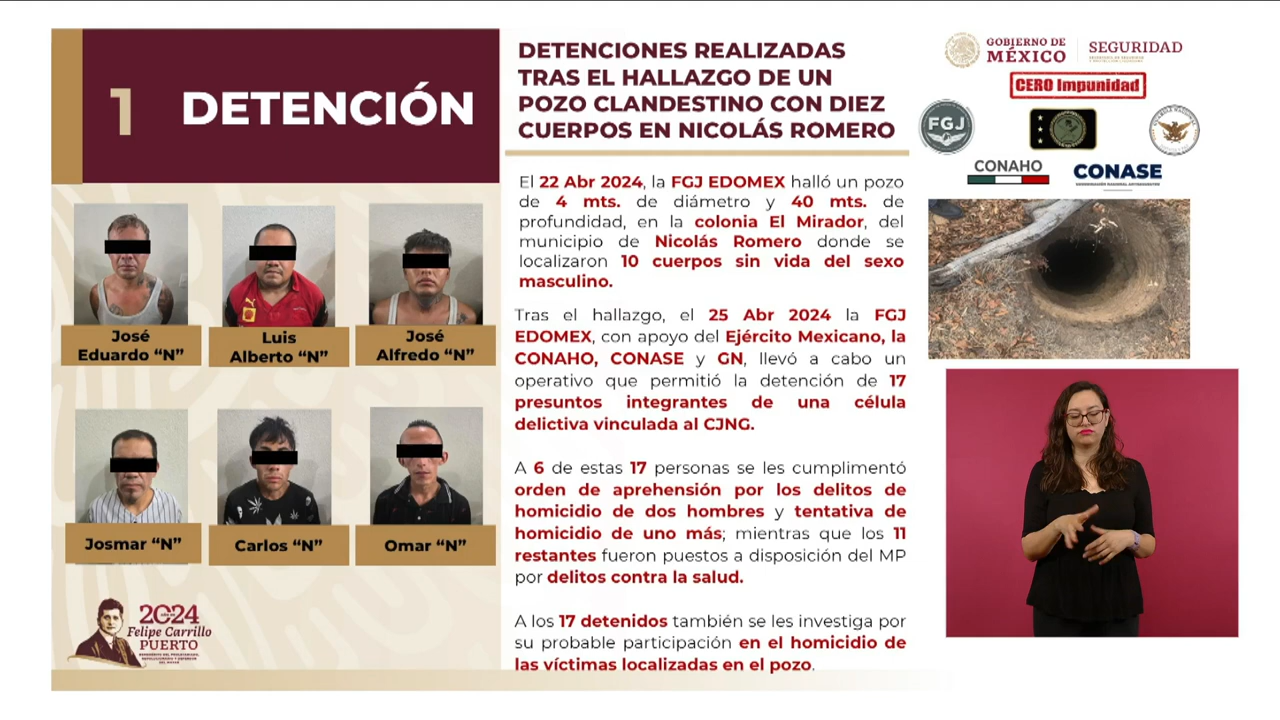 1 DETENCIÓN
José
Eduardo “N”
Luis
Alberto “N”
José
Alfredo “N”
Josmar “N”
Carlos “N”
Omar “N”
2024
Felipe Carrillo
PUERTO
DETENCIONES REALIZADAS
TRAS EL HALLAZGO DE UN
POZO CLANDESTINO CON DIEZ
CUERPOS EN NICOLÁS ROMERO
El 22 Abr 2024, la FGJ EDOMEX halló un pozo
de 4 mts. de diámetro y 40 mts. de
profundidad, en la colonia El Mirador, del
municipio de Nicolás Romero donde se
localizaron 10 cuerpos sin vida del sexo
masculino.
Tras el hallazgo, el 25 Abr 2024 la FGJ
EDOMEX, con apoyo del Ejército Mexicano, la
CONAHO, CONASE y GN, llevó a cabo un
operativo que permitió la detención de 17
presuntos integrantes de una célula
delictiva vinculada al CJNG.
A 6 de estas 17 personas se les cumplimentó
orden de aprehensión por los delitos de
homicidio de dos hombres y tentativa de
homicidio de uno más; mientras que los 11
restantes fueron puestos a disposición del MP
por delitos contra la salud.
A los 17 detenidos también se les investiga por
su probable participación en el homicidio de
las víctimas localizadas en el pozo.
GOBIERNO DE
MÉXICO
SEGURIDAD
CERO Impunidad
FGJ
CONAHO
CONASE